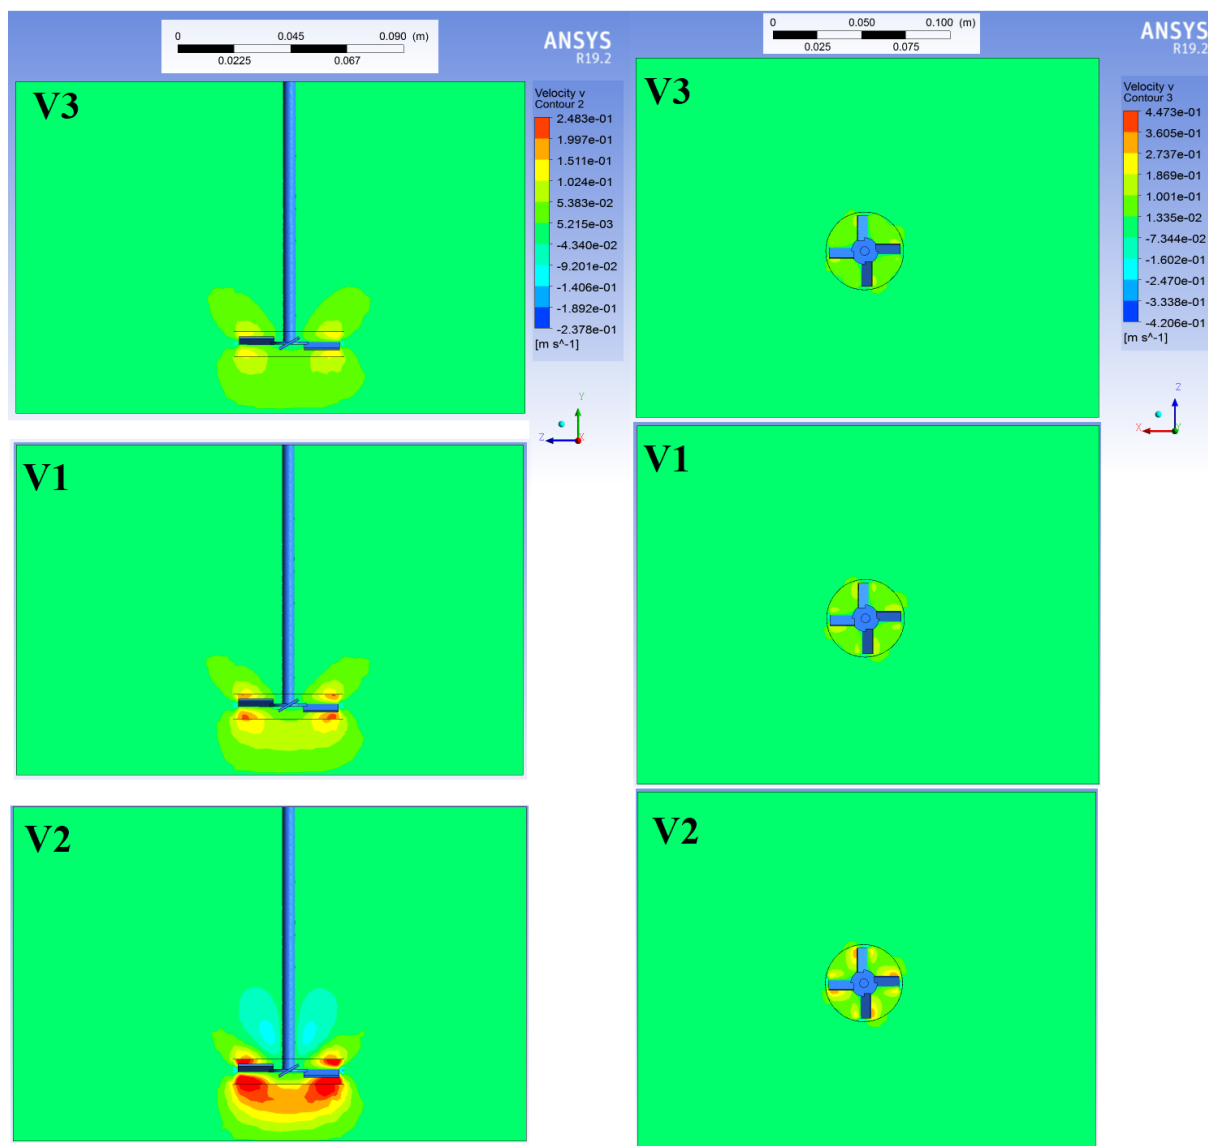 0 0.045 0.090 (m)
0.0225 0.067
ANSYS
R19.2
V3
Velocity v
Contour 2
2.483e-01
1.997e-01
1.511e-01
1.024e-01
5.383e-02
5.215e-03
-4.340e-02
-9.201e-02
-1.406e-01
-1.892e-01
-2.378e-01
[m s^-1]
Y
Z X
0 0.050 0.100 (m)
0.025 0.075
ANSYS
R19.2
V3
Velocity v
Contour 3
4.473e-01
3.605e-01
2.737e-01
1.869e-01
1.001e-01
1.335e-02
-7.344e-02
-1.602e-01
-2.470e-01
-3.338e-01
-4.206e-01
[m s^-1]
Z
X Y
V1
V1
V2
V2